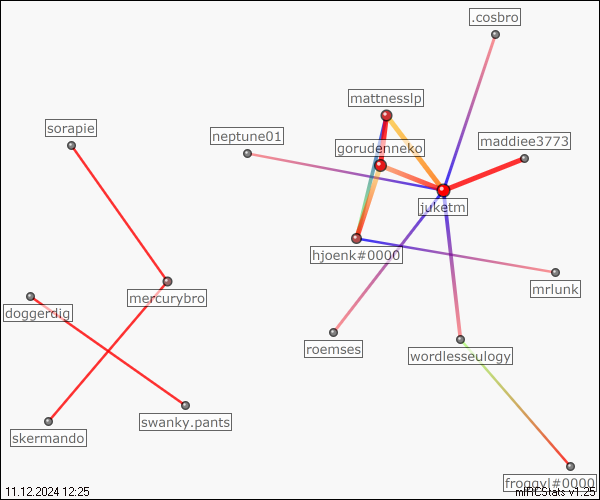 .cosbro
mattnesslp
sorapie
neptune01
maddiee3773
gorudenneko
juketm
hjoenk#0000
mrlunk
mercurybro
doggerdig
roemses
wordlesseulogy
swanky.pants
skermando
froggyl#0000
11.12.2024 12:25
mIRCStats v1.25